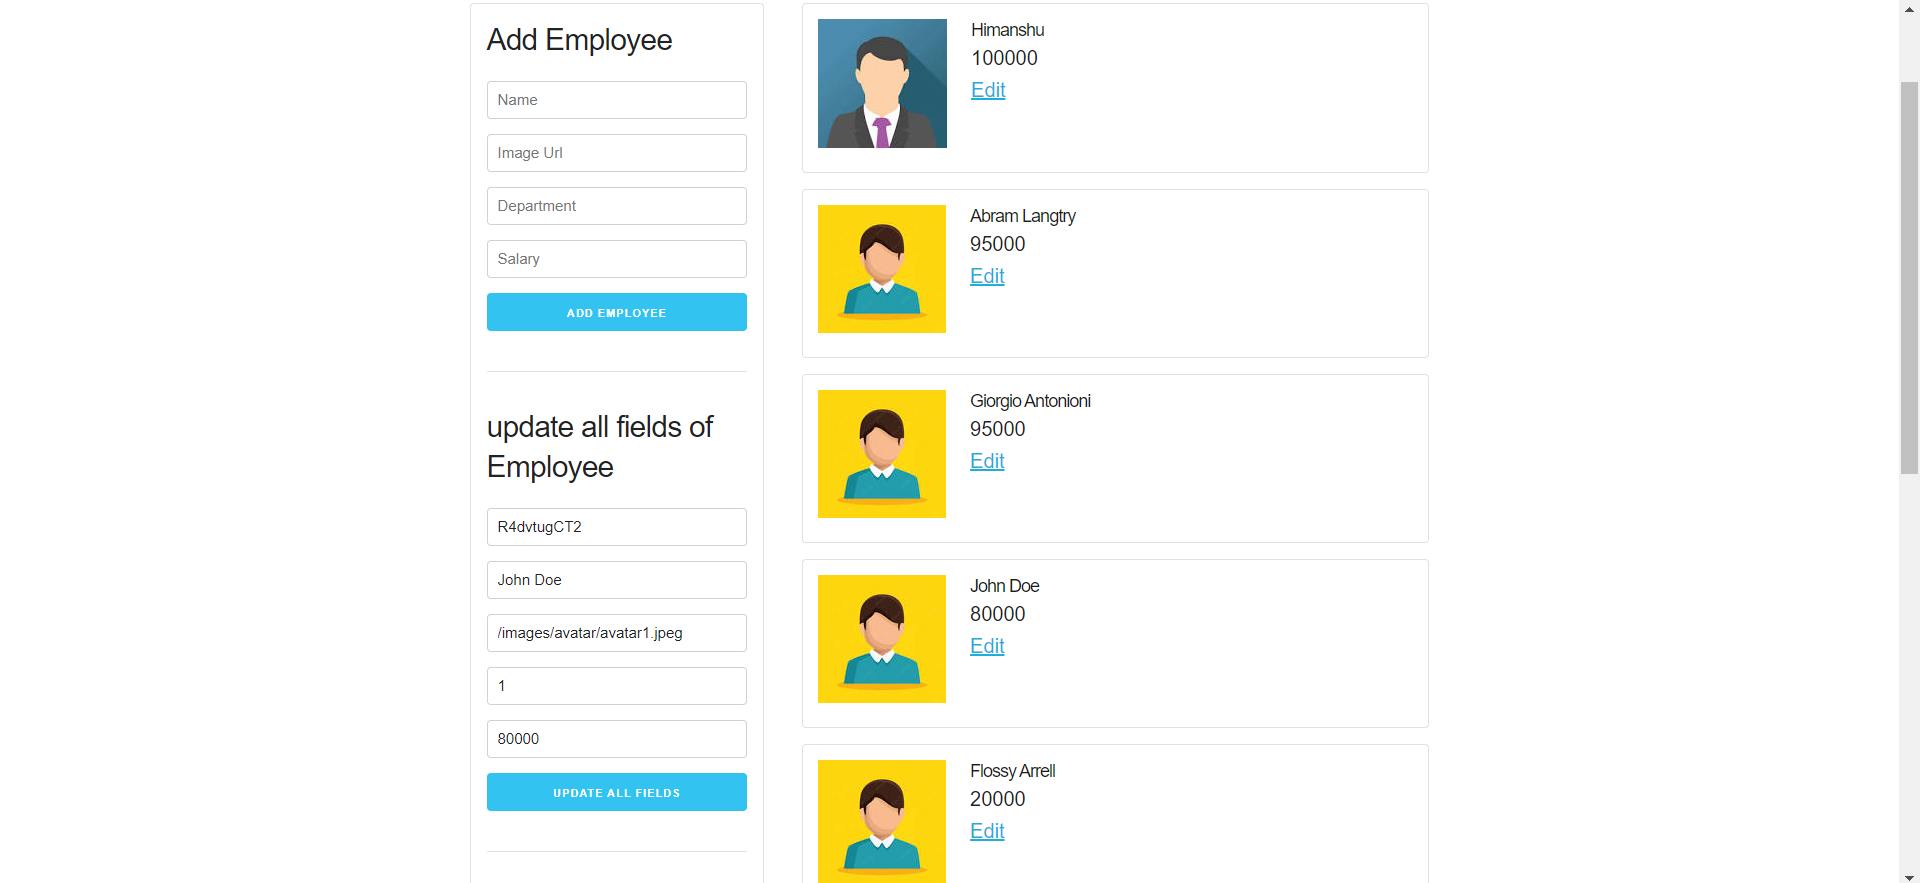 Add Employee
Name
Image Url
Department
Salary
ADD EMPLOYEE
update all fields of
Employee
R4dvtugCT2
John Doe
/images/avatar/avatar1.jpeg
1
80000
UPDATE ALL FIELDS
Himanshu
100000
Edit
Abram Langtry
95000
Edit
Giorgio Antonioni
95000
Edit
John Doe
80000
Edit
Flossy Arrell
20000
Edit